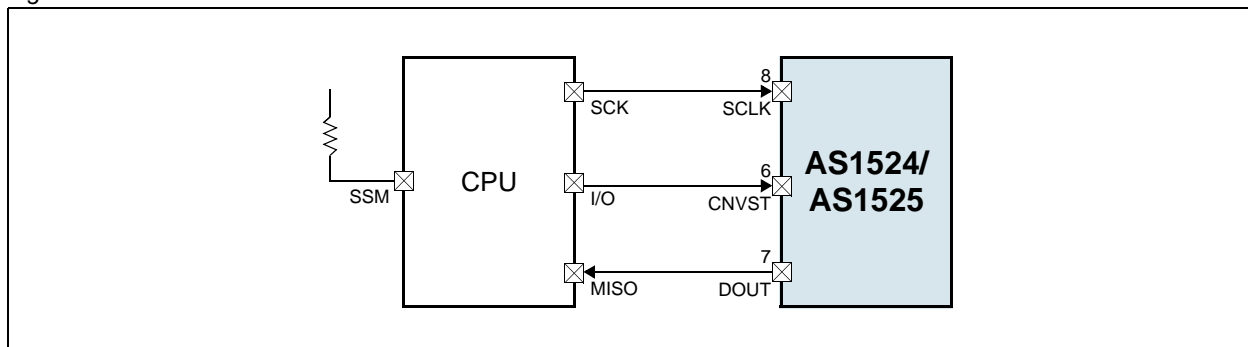 8
SCK
SCLK
AS1524/
AS1525
CPU
6
SSM
I/O
CNVST
7
MISO
DOUT